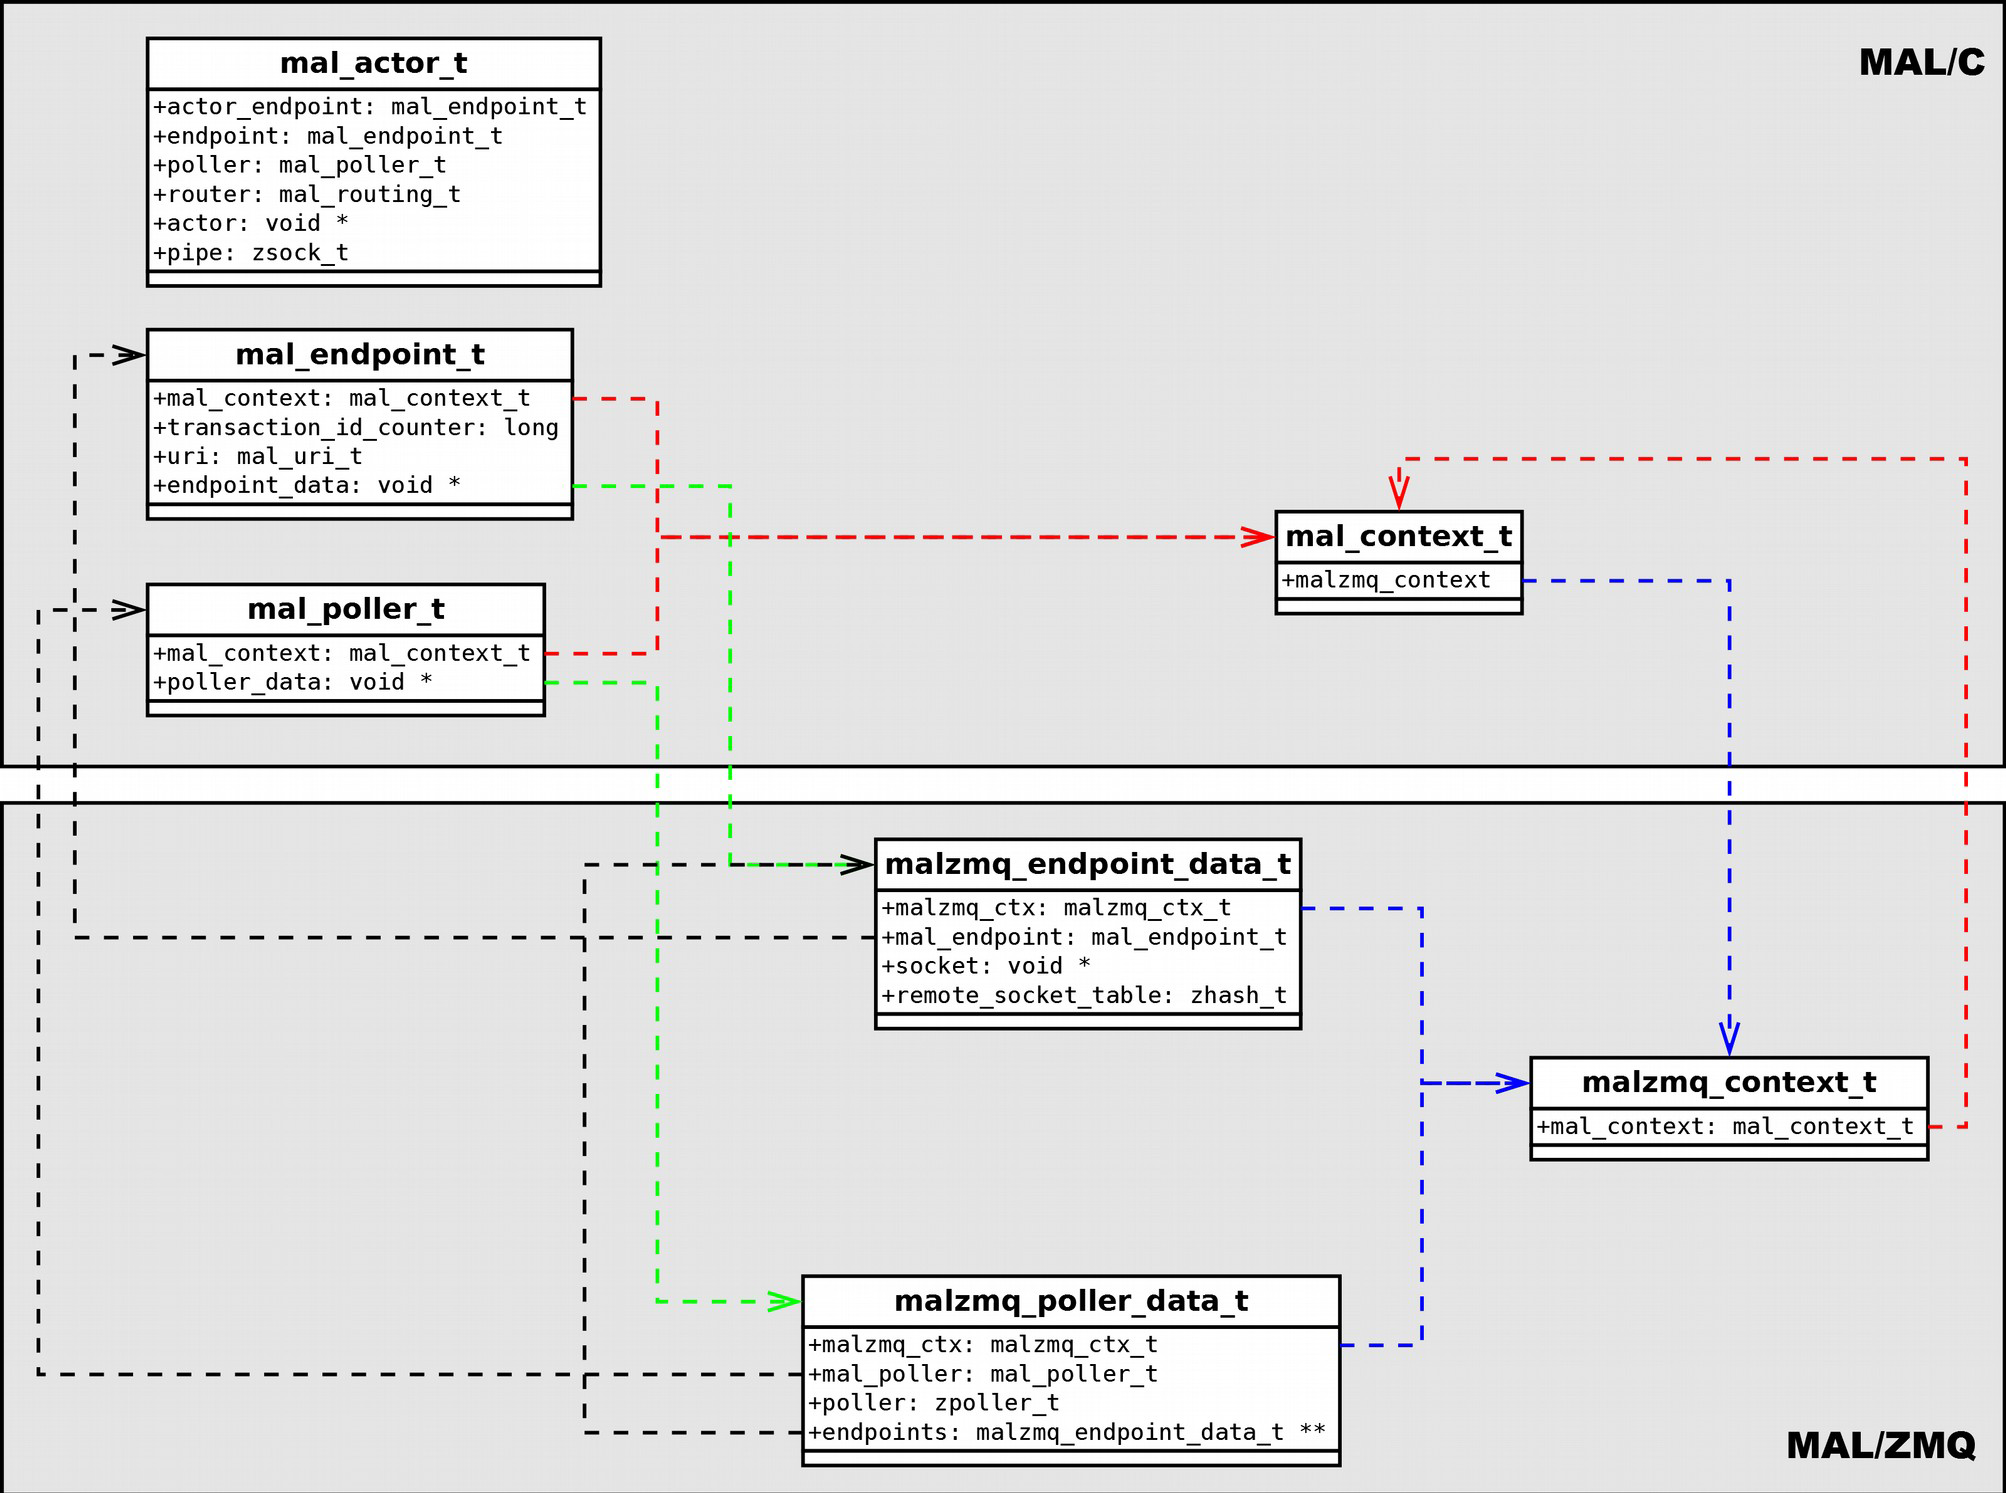 MAL/C
mal_actor_t
+actor_endpoint: mal_endpoint_t
+endpoint: mal_endpoint_t
+poller: mal_poller_t
+router: mal_routing_t
+actor: void *
+pipe: zsock_t
mal_endpoint_t
+mal_context: mal_context_t
+transaction_id_counter: long
+uri: mal_uri_t
+endpoint_data: void *
mal_context_t
+malzmq_context
mal_poller_t
+mal_context: mal_context_t
+poller_data: void *
malzmq_endpoint_data_t
+malzmq_ctx: malzmq_ctx_t
+mal_endpoint: mal_endpoint_t
+socket: void *
+remote_socket_table: zhash_t
malzmq_context_t
+mal_context: mal_context_t
malzmq_poller_data_t
+malzmq_ctx: malzmq_ctx_t
+mal_poller: mal_poller_t
+poller: zpoller_t
+endpoints: malzmq_endpoint_data_t **
MAL/ZMQ